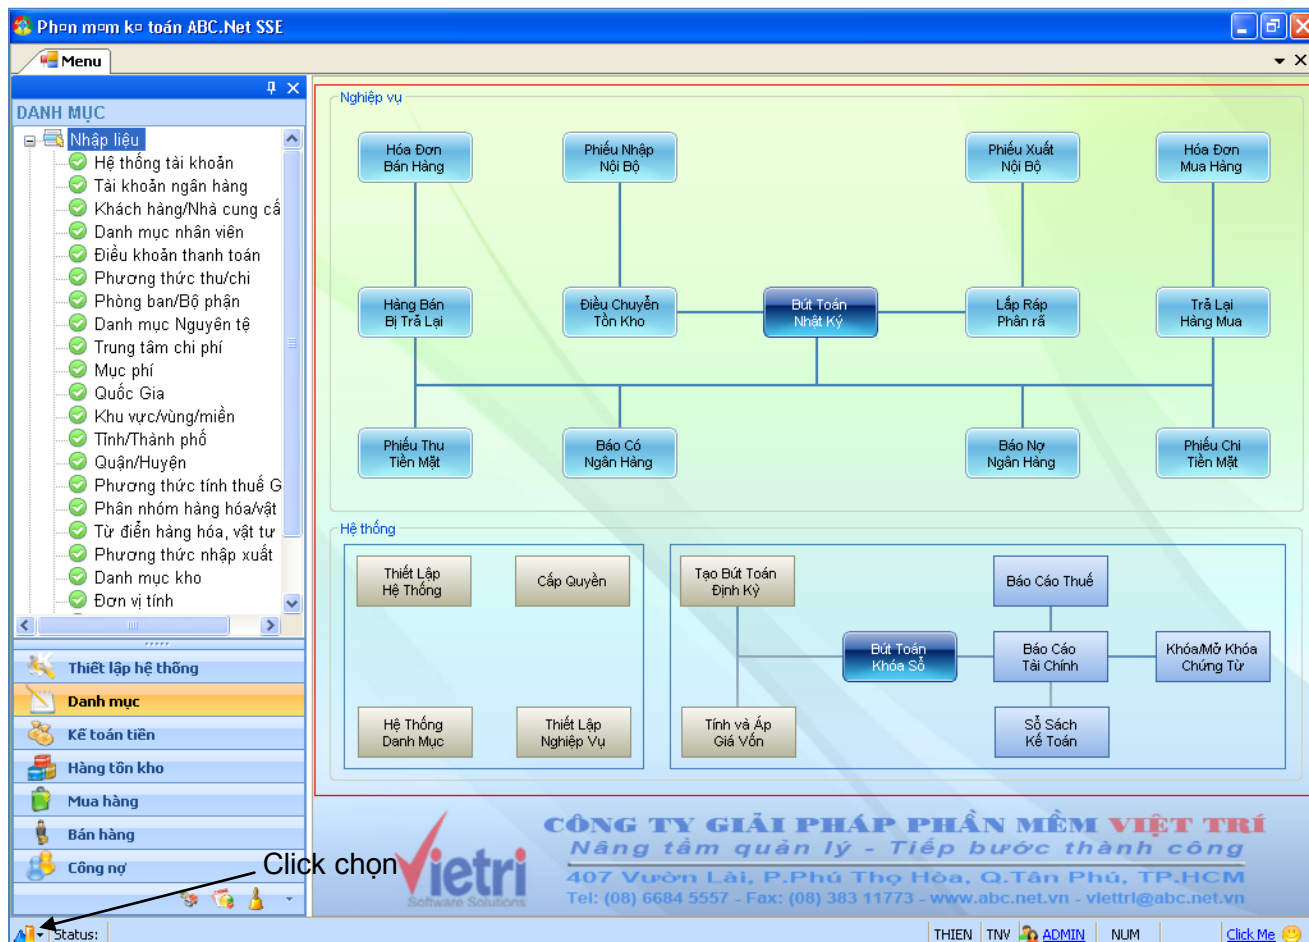 Ph¤n m¤m k¤ toán ABC.Net SSE
Menu
DANH MỤC
Nhập liệu
Hệ thống tài khoản
Tài khoản ngân hàng
Khách hàng/Nhà cung cấ
Danh mục nhân viên
Điều khoản thanh toán
Phương thức thu/chi
Phòng ban/Bộ phận
Danh mục Nguyên tệ
Trung tâm chi phí
Mục phí
Quốc Gia
Khu vực/vùng/miền
Tỉnh/Thành phố
Quận/Huyện
Phương thức tính thuế G
Phân nhóm hàng hóa/vật
Từ điển hàng hóa, vật tư
Phương thức nhập xuất
Danh mục kho
Đơn vị tính
Thiết lập hệ thống
Danh mục
Kế toán tiền
Hàng tồn kho
Mua hàng
Bán hàng
Công nợ
Click chọn
Nghiệp vụ
Hóa Đơn
Bán Hàng
Phiếu Nhập
Nội Bộ
Phiếu Xuất
Nội Bộ
Hóa Đơn
Mua Hàng
Hàng Bán
Bị Trả Lại
Điều Chuyển
Tồn Kho
Bút Toán
Nhật Ký
Lắp Ráp
Phân rã
Trả Lại
Hàng Mua
Phiếu Thu
Tiền Mặt
Báo Có
Ngân Hàng
Báo Nợ
Ngân Hàng
Phiếu Chi
Tiền Mặt
Hệ thống
Thiết Lập
Hệ Thống
Cấp Quyền
Tạo Bút Toán
Định Kỳ
Báo Cáo Thuế
Bút Toán
Khóa Sổ
Báo Cáo
Tài Chính
Khóa/Mở Khóa
Chứng Từ
Hệ Thống
Danh Mục
Thiết Lập
Nghiệp Vụ
Tính và Áp
Giá Vốn
Sổ Sách
Kế Toán
Vietri
Software Solutions
CÔNG TY GIẢI PHÁP PHẦN MỀM VIỆT TRÍ
Nâng tầm quản lý - Tiếp bước thành công
407 Vườn Lài, P.Phú Thọ Hòa, Q.Tân Phú, TP.HCM
Tel: (08) 6684 5557 - Fax: (08) 383 11773 - www.abc.net.vn - viettri@abc.net.vn
Status:
THIEN TNV ADMIN NUM Click Me